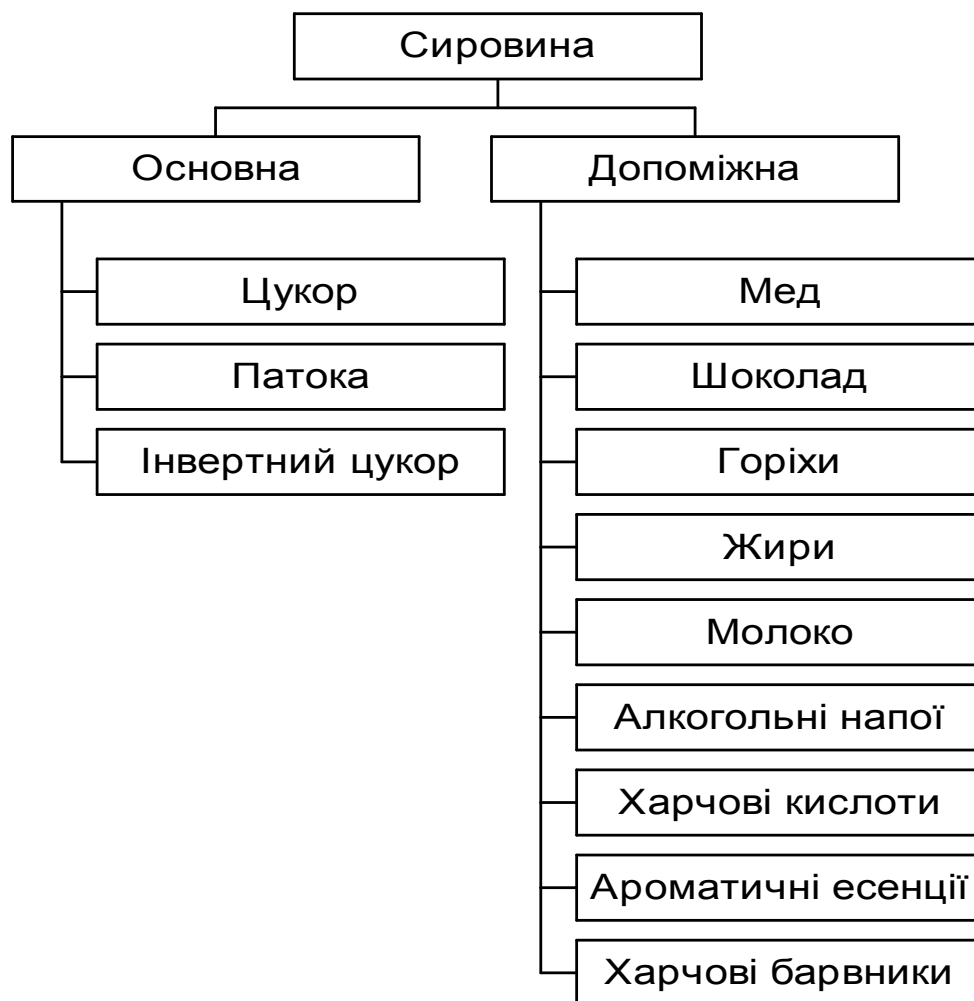 Сировина
Основна
Допоміжна
Цукор
Патока
Інвертний цукор
Мед
Шоколад
Горіхи
Жири
Молоко
Алкогольні напої
Харчові кислоти
Ароматичні есенції
Харчові барвники